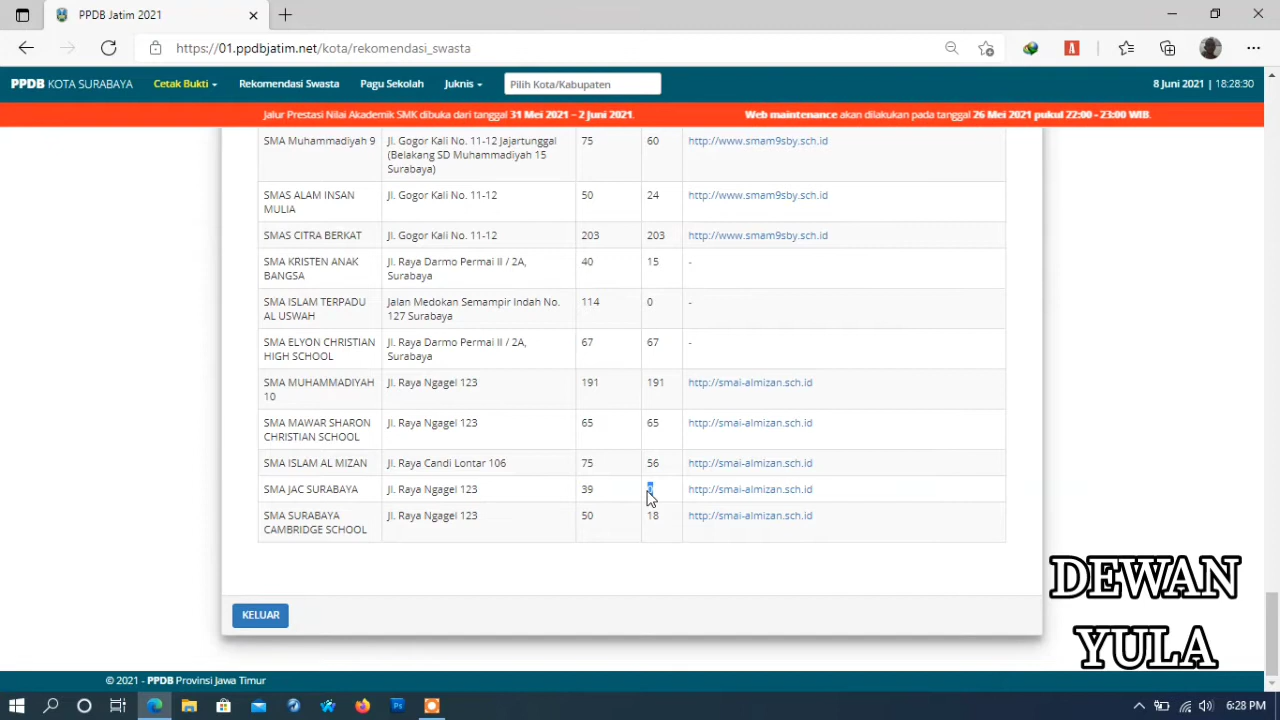 PPDB Jatim 2021
https://01.ppdbjatim.net/kota/rekomendasi_swasta
PPDB KOTA SURABAYA Cetak Bukti Rekomendasi Swasta Pagu Sekolah Juknis Pilih Kota/Kabupaten 8 Juni 2021 | 18:28:30
Jalur Prestasi Nilai Akademik SMK dibuka dari tanggal 31 Mei 2021 - 2 Juni 2021. Web maintenance akan dilakukan pada tanggal 26 Mei 2021 pukul 22:00 - 23:00 WIB.
SMA Muhammadiyah 9 Jl. Gogor Kali No. 11-12 Jajartunggal 75 60 http://www.smam9sby.sch.id
(Belakang SD Muhammadiyah 15
Surabaya)
SMAS ALAM INSAN Jl. Gogor Kali No. 11-12 50 24 http://www.smam9sby.sch.id
MULIA
SMAS CITRA BERKAT Jl. Gogor Kali No. 11-12 203 203 http://www.smam9sby.sch.id
SMA KRISTEN ANAK Jl. Raya Darmo Permai II / 2A, 40 15 -
BANGSA Surabaya
SMA ISLAM TERPADU Jalan Medokan Semampir Indah No. 114 0 -
AL USWAH 127 Surabaya
SMA ELYON CHRISTIAN Jl. Raya Darmo Permai II / 2A, 67 67 -
HIGH SCHOOL Surabaya
SMA MUHAMMADIYAH Jl. Raya Ngagel 123 191 191 http://smai-almizan.sch.id
10
SMA MAWAR SHARON Jl. Raya Ngagel 123 65 65 http://smai-almizan.sch.id
CHRISTIAN SCHOOL
SMA ISLAM AL MIZAN Jl. Raya Candi Lontar 106 75 56 http://smai-almizan.sch.id
SMA JAC SURABAYA Jl. Raya Ngagel 123 39 http://smai-almizan.sch.id
SMA SURABAYA Jl. Raya Ngagel 123 50 18 http://smai-almizan.sch.id
CAMBRIDGE SCHOOL
DEWAN
YULA
KELUAR
© 2021 - PPDB Provinsi Jawa Timur
6:28 PM